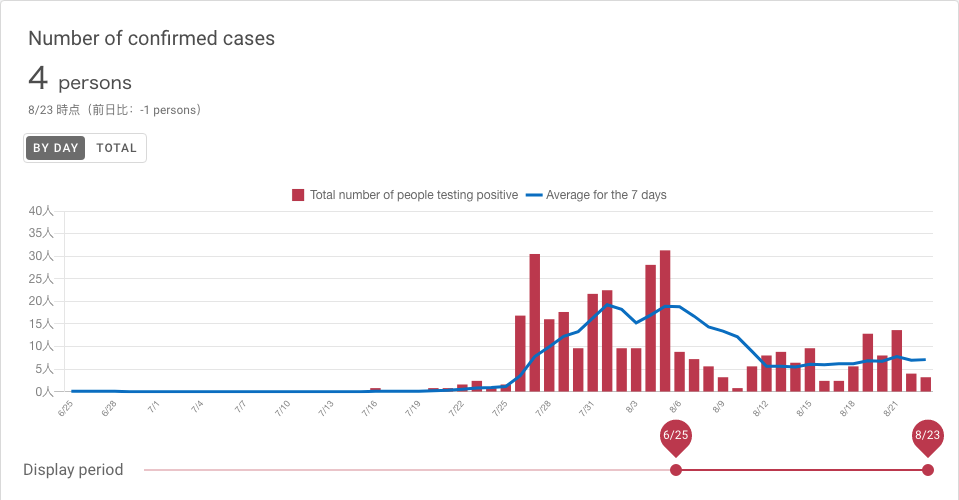 Number of confirmed cases
4 persons
8/23 時点（前日比： -1 persons）
BY DAY TOTAL
Total number of people testing positive Average for the 7 days
40人
35人
30人
25人
20人
15人
10人
5人
0人
6/25 6/28 7/1 7/4 7/7 7/10 7/13 7/16 7/19 7/22 7/25 7/28 7/31 8/3 8/6 8/9 8/12 8/15 8/18 8/21
6/25 8/23
Display period